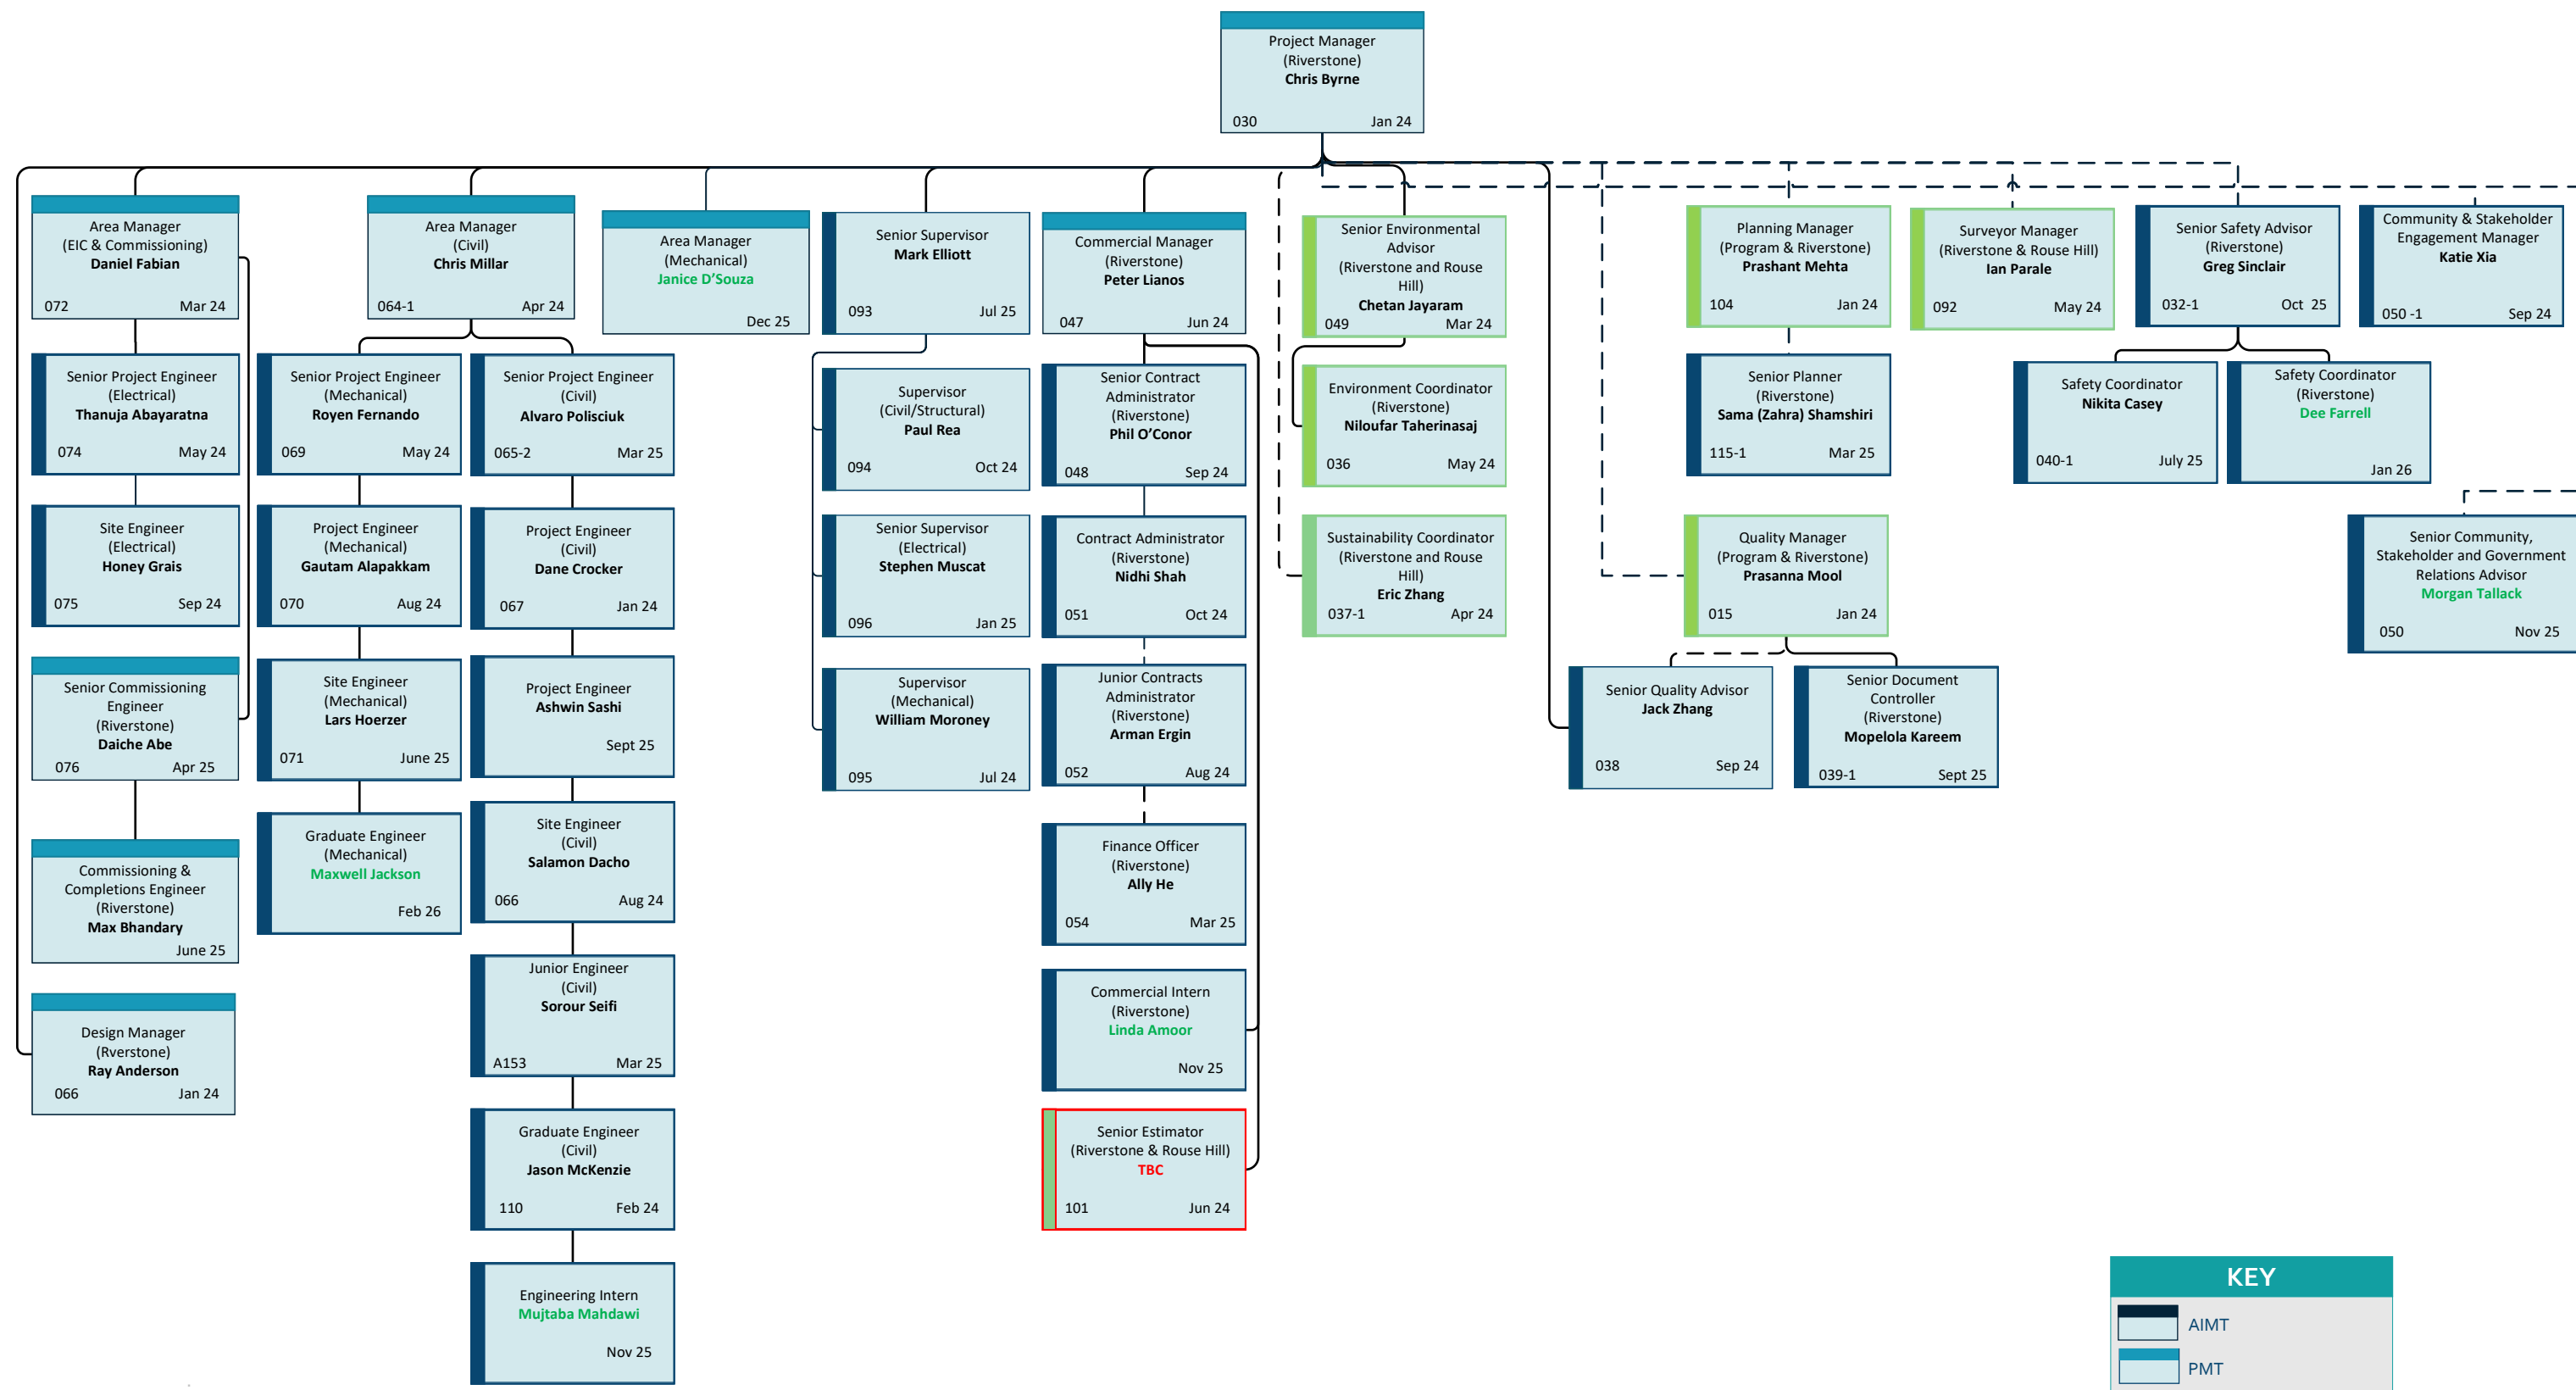 Project Manager
(Riverstone)
Chris Byrne
030 Jan 24
Area Manager
(EIC & Commissioning)
Daniel Fabian
072 Mar 24
Area Manager
(Civil)
Chris Millar
064-1 Apr 24
Area Manager
(Mechanical)
Janice D’Souza
Dec 25
Senior Supervisor
Mark Elliott
093 Jul 25
Commercial Manager
(Riverstone)
Peter Lianos
047 Jun 24
Senior Environmental
Advisor
(Riverstone and Rouse
Hill)
Chetan Jayaram
049 Mar 24
Planning Manager
(Program & Riverstone)
Prashant Mehta
104 Jan 24
Surveyor Manager
(Riverstone & Rouse Hill)
Ian Parale
092 May 24
Senior Safety Advisor
(Riverstone)
Greg Sinclair
032-1 Oct 25
Community & Stakeholder
Engagement Manager
Katie Xia
050 -1 Sep 24
Senior Project Engineer
(Electrical)
Thanuja Abayaratna
074 May 24
Senior Project Engineer
(Mechanical)
Royen Fernando
069 May 24
Senior Project Engineer
(Civil)
Alvaro Polisciuk
065-2 Mar 25
Supervisor
(Civil/Structural)
Paul Rea
094 Oct 24
Senior Contract
Administrator
(Riverstone)
Phil O’Conor
048 Sep 24
Environment Coordinator
(Riverstone)
Niloufar Taherinasaj
036 May 24
Senior Planner
(Riverstone)
Sama (Zahra) Shamshiri
115-1 Mar 25
Safety Coordinator
Nikita Casey
040-1 July 25
Safety Coordinator
(Riverstone)
Dee Farrell
Jan 26
Site Engineer
(Electrical)
Honey Grais
075 Sep 24
Project Engineer
(Mechanical)
Gautam Alapakkam
070 Aug 24
Project Engineer
(Civil)
Dane Crocker
067 Jan 24
Senior Supervisor
(Electrical)
Stephen Muscat
096 Jan 25
Contract Administrator
(Riverstone)
Nidhi Shah
051 Oct 24
Sustainability Coordinator
(Riverstone and Rouse
Hill)
Eric Zhang
037-1 Apr 24
Quality Manager
(Program & Riverstone)
Prasanna Mool
015 Jan 24
Senior Community,
Stakeholder and Government
Relations Advisor
Morgan Tallack
050 Nov 25
Senior Commissioning
Engineer
(Riverstone)
Daiche Abe
076 Apr 25
Site Engineer
(Mechanical)
Lars Hoerzer
071 June 25
Project Engineer
Ashwin Sashi
Sept 25
Supervisor
(Mechanical)
William Moroney
095 Jul 24
Junior Contracts
Administrator
(Riverstone)
Arman Ergin
052 Aug 24
Senior Quality Advisor
Jack Zhang
038 Sep 24
Senior Document
Controller
(Riverstone)
Mopelola Kareem
039-1 Sept 25
Commissioning &
Completions Engineer
(Riverstone)
Max Bhandary
June 25
Graduate Engineer
(Mechanical)
Maxwell Jackson
Feb 26
Site Engineer
(Civil)
Salamon Dacho
066 Aug 24
Finance Officer
(Riverstone)
Ally He
054 Mar 25
Design Manager
(Rverstone)
Ray Anderson
066 Jan 24
Junior Engineer
(Civil)
Sorour Seifi
A153 Mar 25
Commercial Intern
(Riverstone)
Linda Amoor
Nov 25
Graduate Engineer
(Civil)
Jason McKenzie
110 Feb 24
Senior Estimator
(Riverstone & Rouse Hill)
TBC
101 Jun 24
Engineering Intern
Mujtaba Mahdawi
Nov 25
KEY
AIMT
PMT